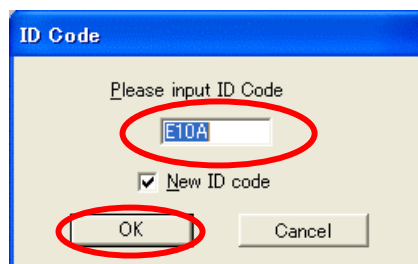 ID Code
Please input ID Code
E10A
New ID code
OK Cancel